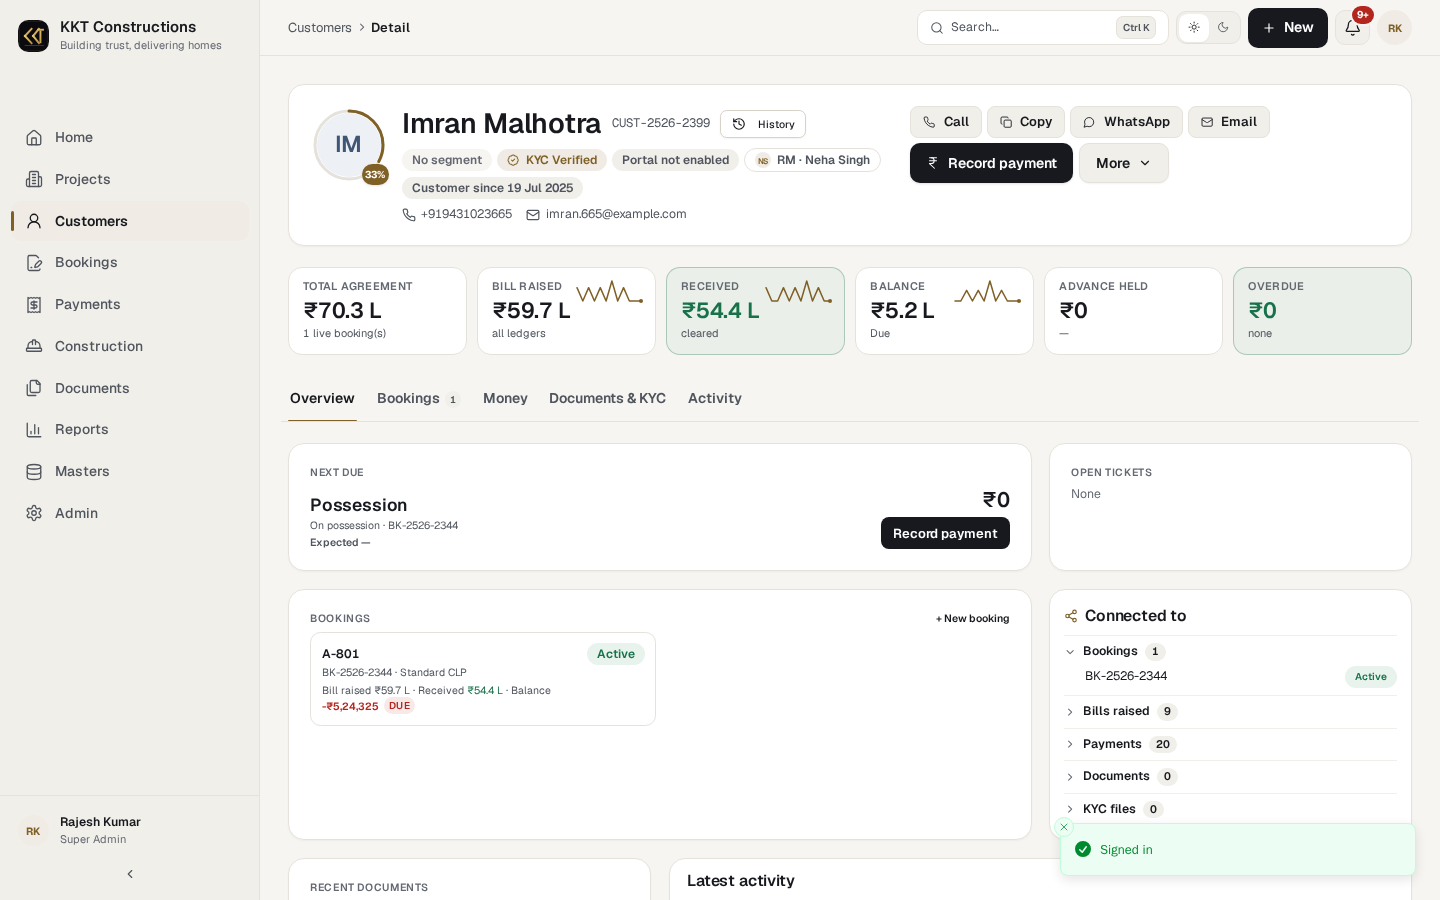 KKT Constructions
Building trust, delivering homes
Home
Projects
Customers
Bookings
Payments
Construction
Documents
Reports
Masters
Admin
RK
Rajesh Kumar
Super Admin
Customers > Detail
Search...
Ctrl K
New
9+
RK
IM
33%
Imran Malhotra
CUST-2526-2399
History
No segment
KYC Verified
Portal not enabled
NS
RM · Neha Singh
Customer since 19 Jul 2025
+919431023665
imran.665@example.com
Call
Copy
WhatsApp
Email
₹ Record payment
More
TOTAL AGREEMENT
₹70.3 L
1 live booking(s)
BILL RAISED
₹59.7 L
all ledgers
RECEIVED
₹54.4 L
cleared
BALANCE
₹5.2 L
Due
ADVANCE HELD
₹0
—
OVERDUE
₹0
none
Overview
Bookings 1
Money
Documents & KYC
Activity
NEXT DUE
Possession
On possession · BK-2526-2344
Expected —
₹0
Record payment
OPEN TICKETS
None
BOOKINGS
+ New booking
A-801
Active
BK-2526-2344 · Standard CLP
Bill raised ₹59.7 L · Received ₹54.4 L · Balance
-₹5,24,325 DUE
Connected to
Bookings 1
BK-2526-2344
Active
Bills raised 9
Payments 20
Documents 0
KYC files 0
Signed in
RECENT DOCUMENTS
Latest activity